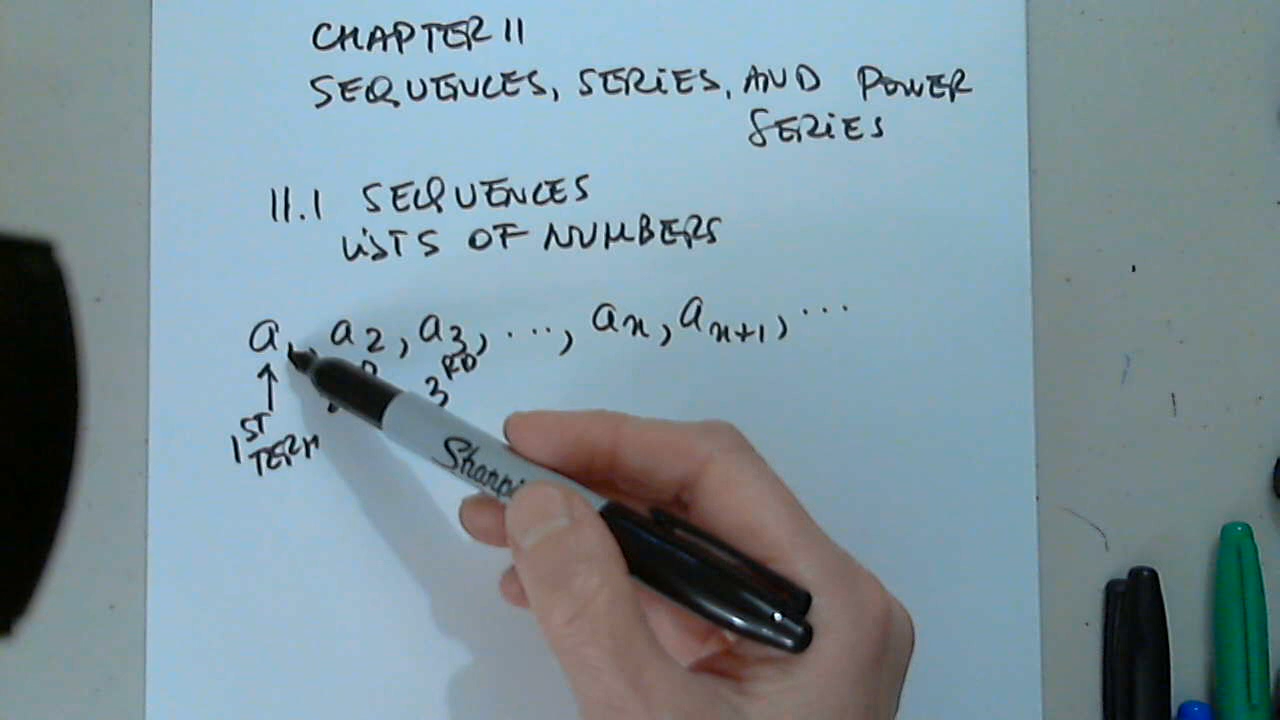 CHAPTER 11
SEQUENCES, SERIES, AND POWER
SERIES
11.1 SEQUENCES
LISTS OF NUMBERS
a₁, a₂, a₃, ..., aₙ, aₙ₊₁, ...
↑ 3RD
1ST
TERM
Sharpi